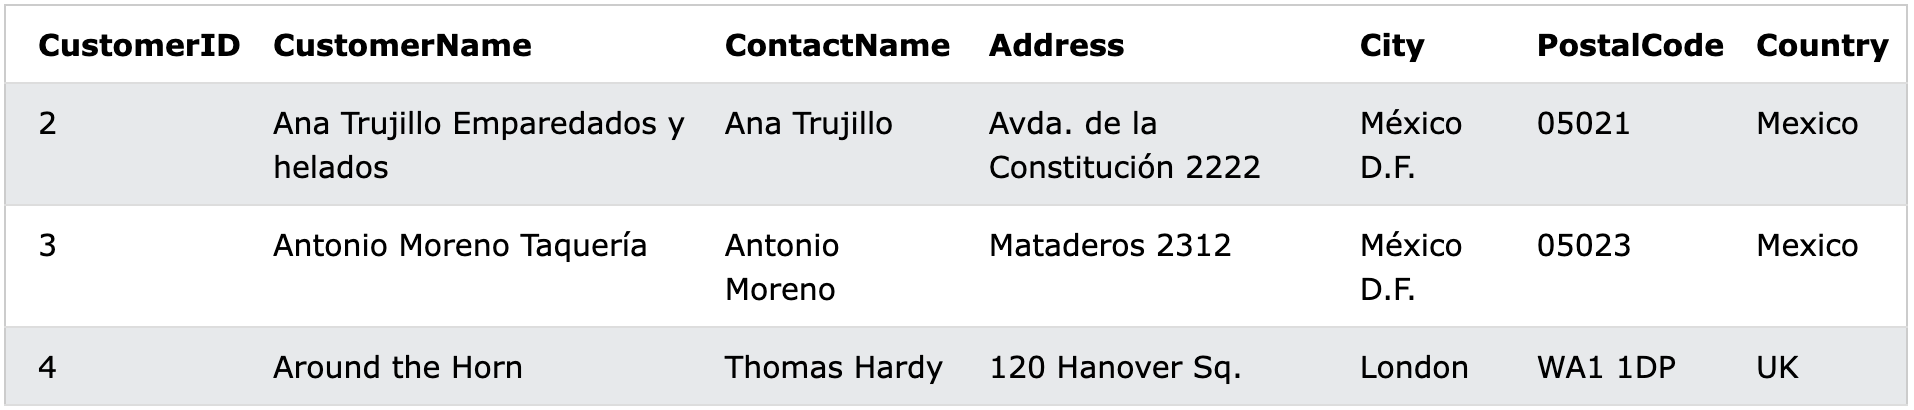 CustomerID CustomerName ContactName Address City PostalCode Country
2 Ana Trujillo Emparedados y Ana Trujillo Avda. de la México 05021 Mexico
helados Constitución 2222 D.F.
3 Antonio Moreno Taquería Antonio Mataderos 2312 México 05023 Mexico
Moreno D.F.
4 Around the Horn Thomas Hardy 120 Hanover Sq. London WA1 1DP UK